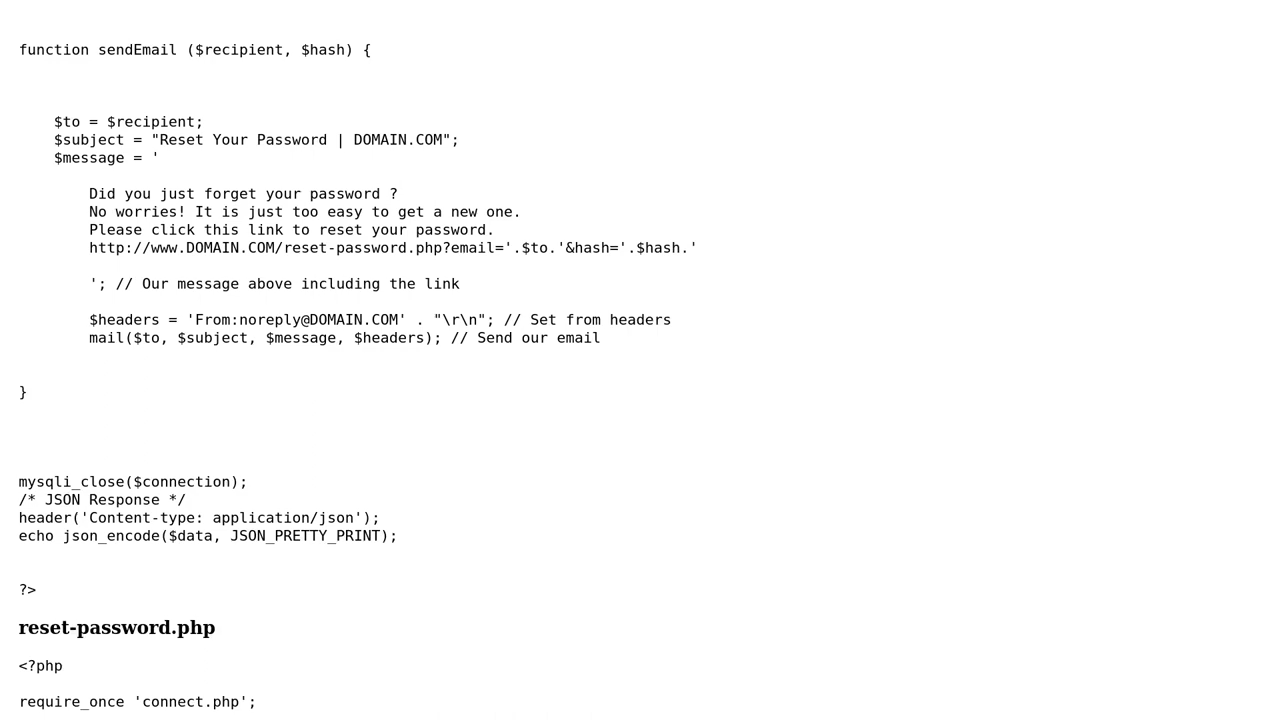 function sendEmail ($recipient, $hash) {
$to = $recipient;
$subject = "Reset Your Password | DOMAIN.COM";
$message = '
Did you just forget your password ?
No worries! It is just too easy to get a new one.
Please click this link to reset your password.
http://www.DOMAIN.COM/reset-password.php?email='.$to.'&hash='.$hash.'
'; // Our message above including the link
$headers = 'From:noreply@DOMAIN.COM' . "\r\n"; // Set from headers
mail($to, $subject, $message, $headers); // Send our email
}
mysqli_close($connection);
/* JSON Response */
header('Content-type: application/json');
echo json_encode($data, JSON_PRETTY_PRINT);
?>
reset-password.php
<?php
require_once 'connect.php';